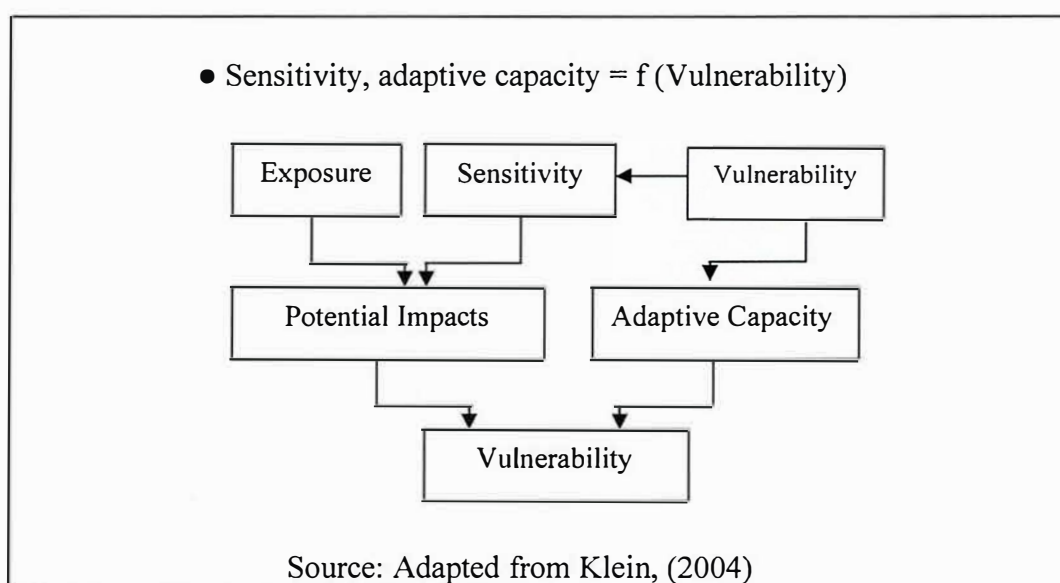 ● Sensitivity, adaptive capacity = f (Vulnerability)
Exposure
Sensitivity
Vulnerability
Potential Impacts
Adaptive Capacity
Vulnerability
Source: Adapted from Klein, (2004)